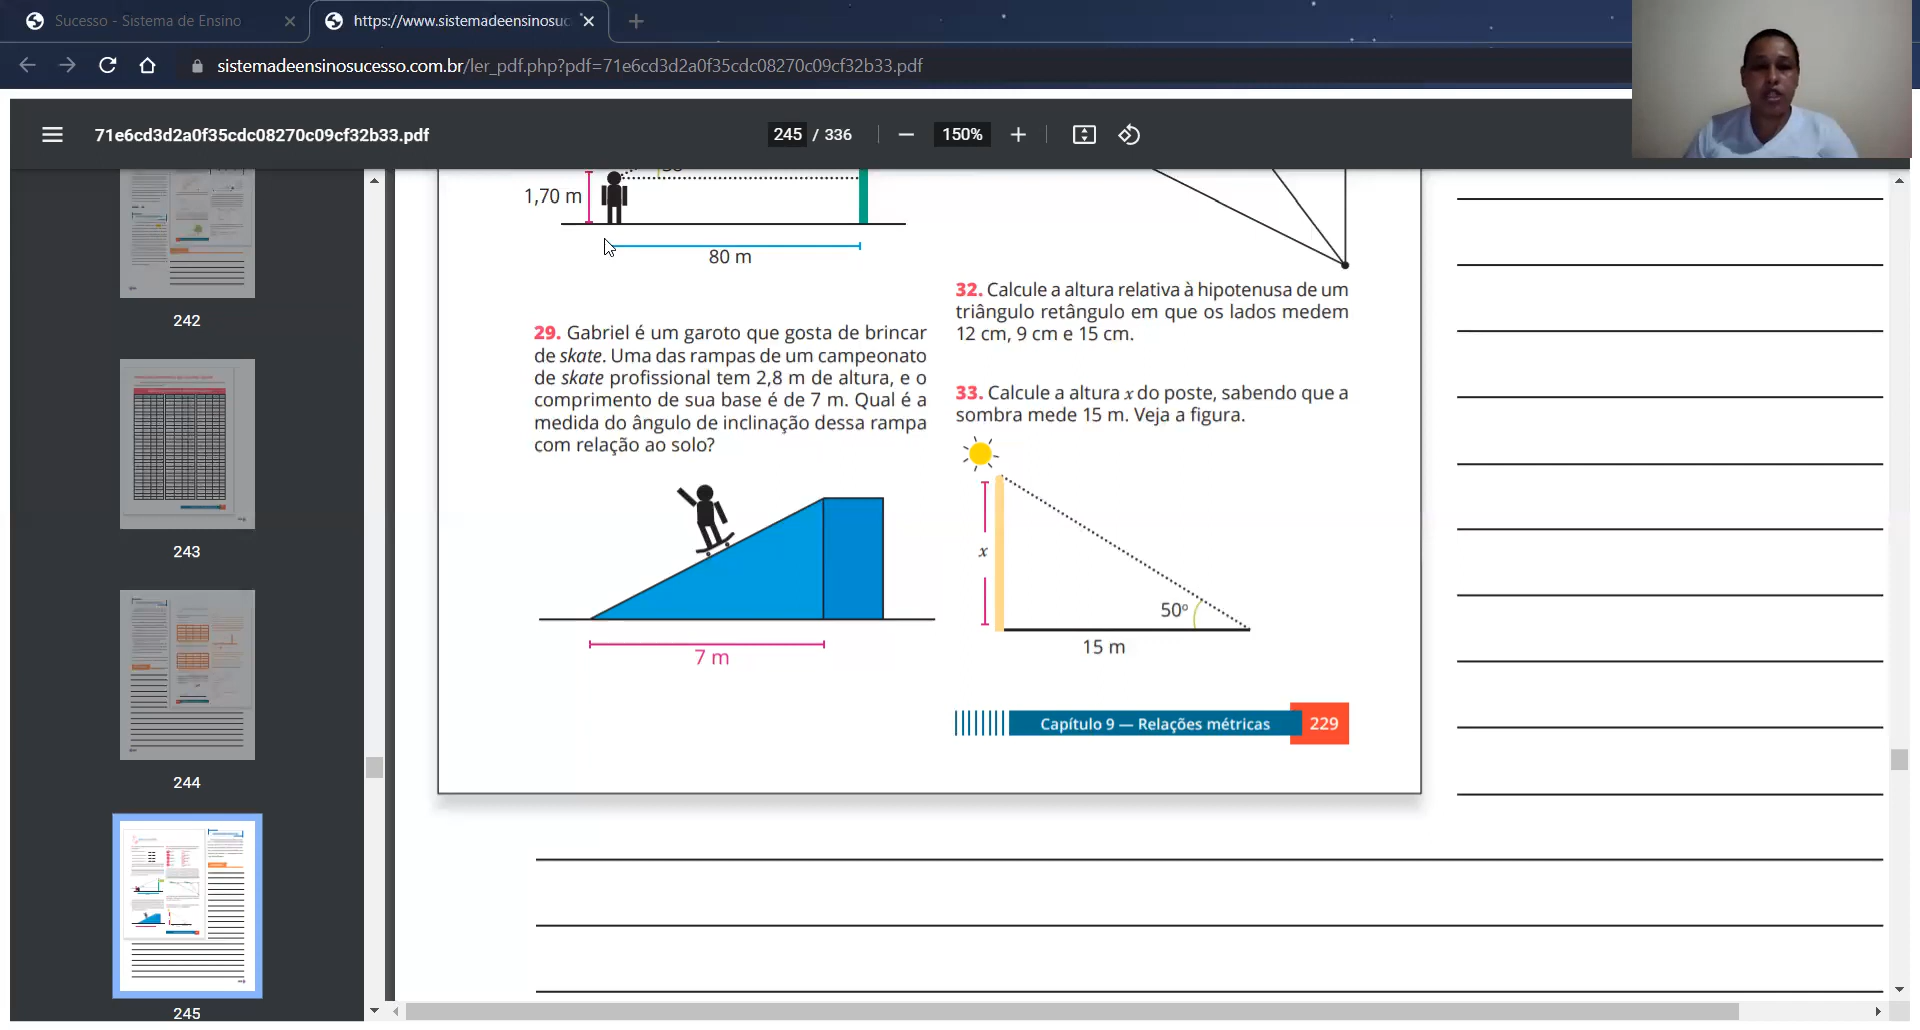 Sucesso - Sistema de Ensino
https://www.sistemadeensinosuc
sistemadeensinosucesso.com.br/ler_pdf.php?pdf=71e6cd3d2a0f35cdc08270c09cf32b33.pdf
71e6cd3d2a0f35cdc08270c09cf32b33.pdf
245 / 336
150%
242
243
244
245
1,70 m
80 m
29. Gabriel é um garoto que gosta de brincar
de skate. Uma das rampas de um campeonato
de skate profissional tem 2,8 m de altura, e o
comprimento de sua base é de 7 m. Qual é a
medida do ângulo de inclinação dessa rampa
com relação ao solo?
7 m
32. Calcule a altura relativa à hipotenusa de um
triângulo retângulo em que os lados medem
12 cm, 9 cm e 15 cm.
33. Calcule a altura x do poste, sabendo que a
sombra mede 15 m. Veja a figura.
x
50º
15 m
Capítulo 9 — Relações métricas 229